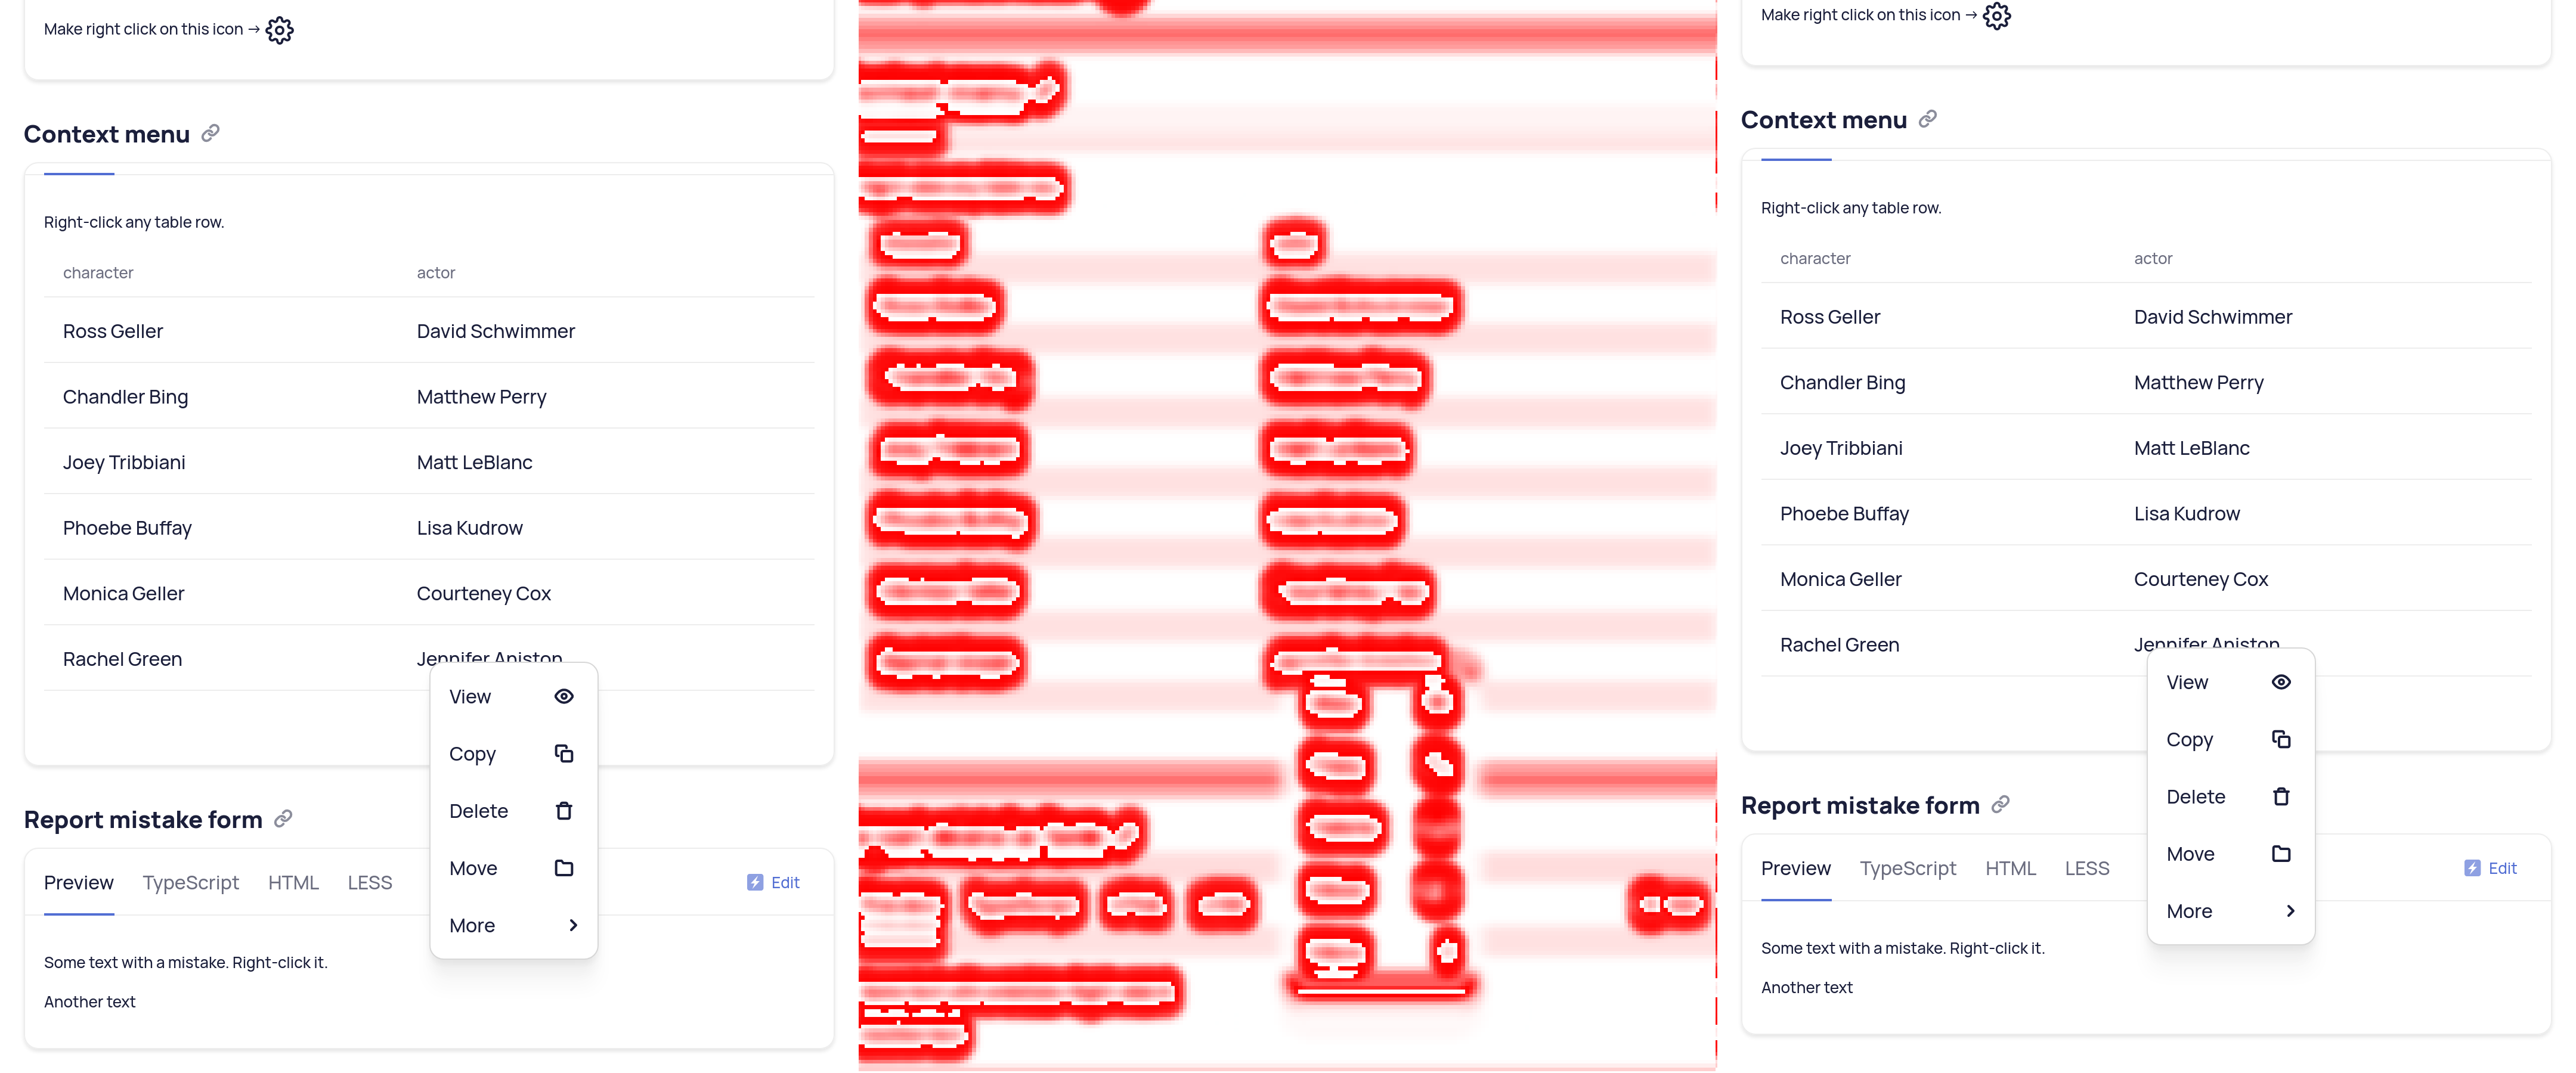 Make right click on this icon →
Context menu
Right-click any table row.
character actor
Ross Geller David Schwimmer
Chandler Bing Matthew Perry
Joey Tribbiani Matt LeBlanc
Phoebe Buffay Lisa Kudrow
Monica Geller Courteney Cox
Rachel Green Jennifer Aniston
View
Copy
Delete
Move
More
Report mistake form
Preview TypeScript HTML LESS Edit
Some text with a mistake. Right-click it.
Another text
Make right click on this icon →
Context menu
Right-click any table row.
character actor
Ross Geller David Schwimmer
Chandler Bing Matthew Perry
Joey Tribbiani Matt LeBlanc
Phoebe Buffay Lisa Kudrow
Monica Geller Courteney Cox
Rachel Green Jennifer Aniston
View
Copy
Delete
Move
More
Report mistake form
Preview TypeScript HTML LESS Edit
Some text with a mistake. Right-click it.
Another text